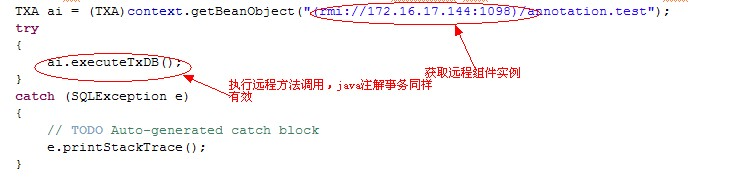 TXA ai = (TXA)context.getBeanObject("(rmi://172.16.17.144:1098)/annotation.test");
try
{
ai.executeTxDB();
获取远程组件实例
}
执行远程方法调用，java注解事务同样
有效
catch (SQLException e)
{
// TODO Auto-generated catch block
e.printStackTrace();
}